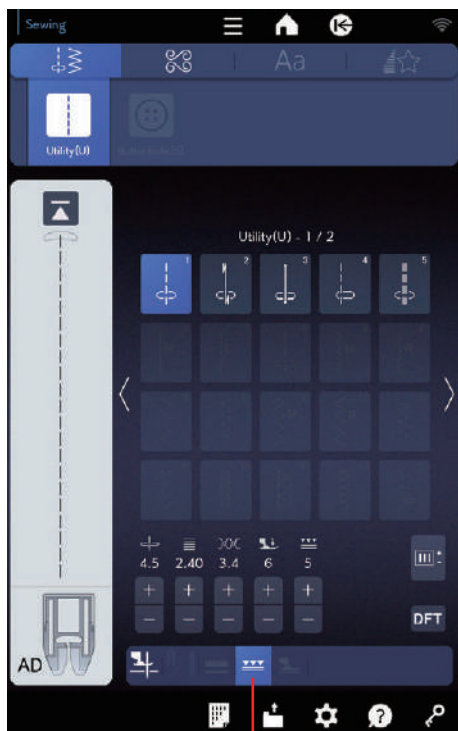 Sewing
Aa
Utility(U)
Utility(U) - 1 / 2
1 2 3 4 5
4.5 2.40 3.4 6 5
+ + + + +
− − − − −
DFT
AD